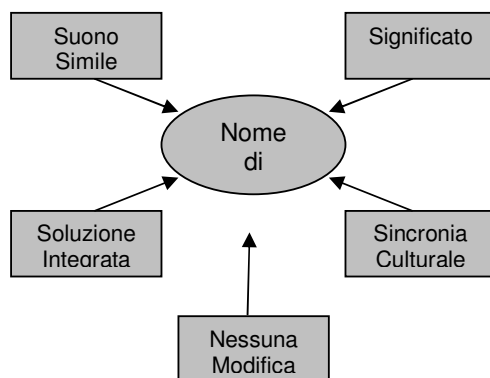 Suono
Simile
Significato
Nome
di
Soluzione
Integrata
Sincronia
Culturale
Nessuna
Modifica